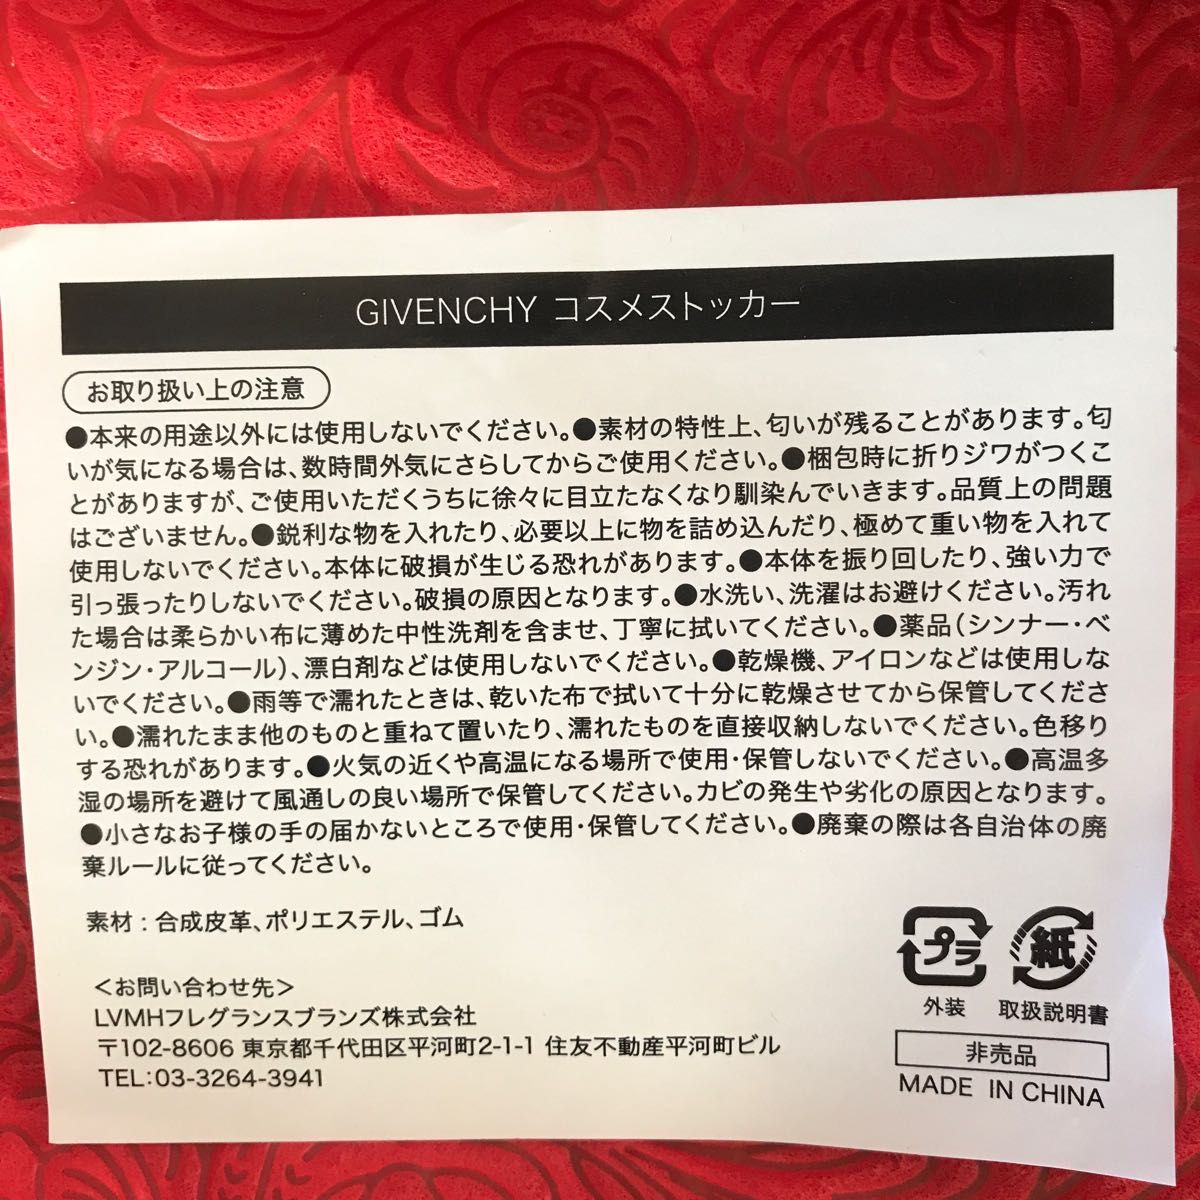 GIVENCHY コスメストッカー
お取り扱い上の注意
●本来の用途以外には使用しないでください。●素材の特性上、匂いが残ることがあります。匂
いが気になる場合は、数時間外気にさらしてからご使用ください。●梱包時に折りジワがつくこ
とがありますが、ご使用いただくうちに徐々に目立たなくなり馴染んでいきます。品質上の問題
はございません。●鋭利な物を入れたり、必要以上に物を詰め込んだり、極めて重い物を入れて
使用しないでください。本体に破損が生じる恐れがあります。●本体を振り回したり、強い力で
引っ張ったりしないでください。破損の原因となります。●水洗い、洗濯はお避けください。汚れ
た場合は柔らかい布に薄めた中性洗剤を含ませ、丁寧に拭いてください。●薬品(シンナー・ベ
ンジン・アルコール)、漂白剤などは使用しないでください。●乾燥機、アイロンなどは使用しな
いでください。●雨等で濡れたときは、乾いた布で拭いて十分に乾燥させてから保管してくださ
い。●濡れたまま他のものと重ねて置いたり、濡れたものを直接収納しないでください。色移り
する恐れがあります。●火気の近くや高温になる場所で使用・保管しないでください。●高温多
湿の場所を避けて風通しの良い場所で保管してください。カビの発生や劣化の原因となります。
●小さなお子様の手の届かないところで使用・保管してください。●廃棄の際は各自治体の廃
棄ルールに従ってください。
素材:合成皮革、ポリエステル、ゴム
<お問い合わせ先>
LVMHフレグランスブランズ株式会社
〒102-8606 東京都千代田区平河町2-1-1 住友不動産平河町ビル
TEL:03-3264-3941
プラ
外装
紙
取扱説明書
非売品
MADE IN CHINA